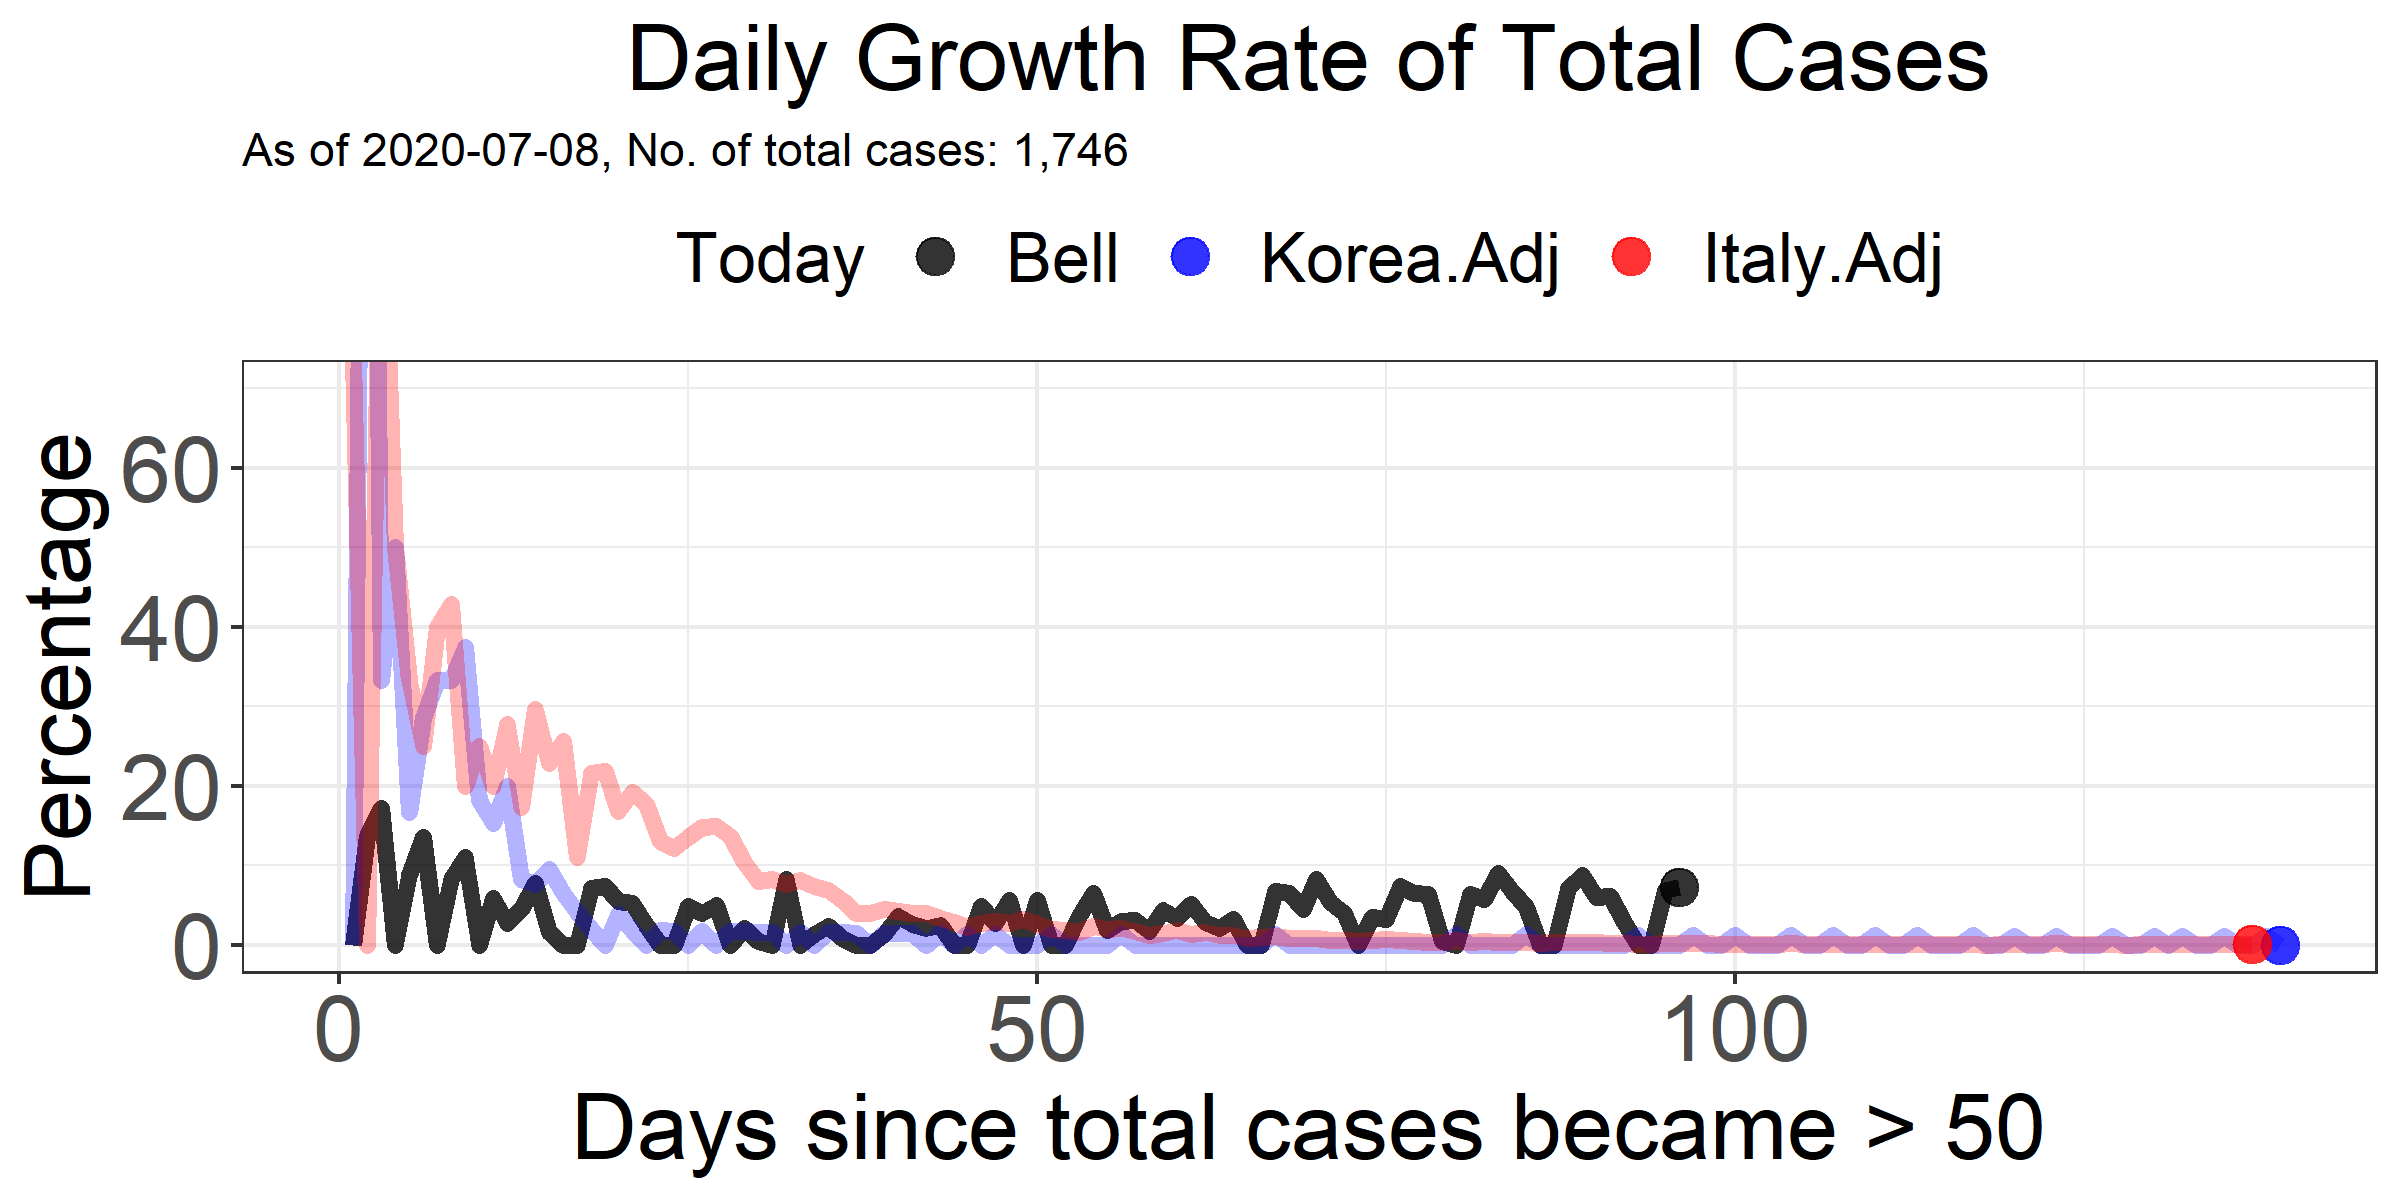 Daily Growth Rate of Total Cases
As of 2020-07-08, No. of total cases: 1,746
Today Bell Korea.Adj Italy.Adj
Percentage
60
40
20
0
0 50 100
Days since total cases became > 50